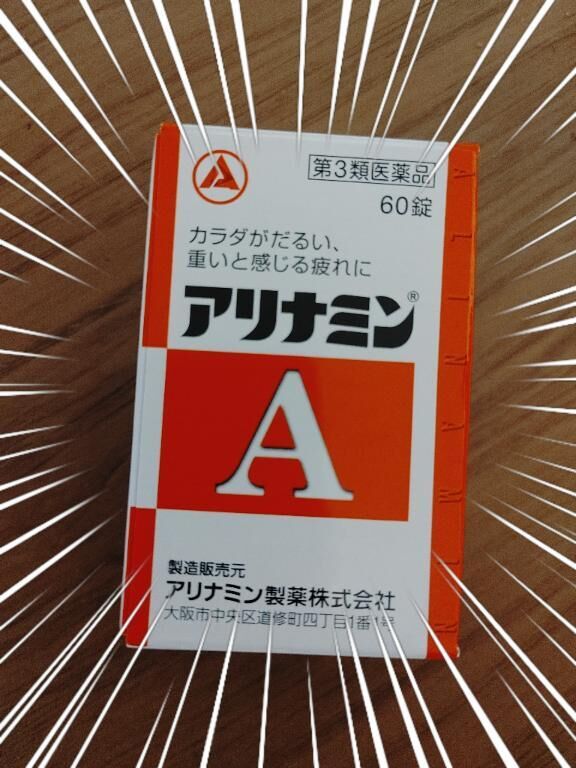 第3類医薬品
60錠
カラダがだるい、
重いと感じる疲れに
アリナミン®
A
製造販売元
アリナミン製薬株式会社
大阪市中央区道修町四丁目1番1号